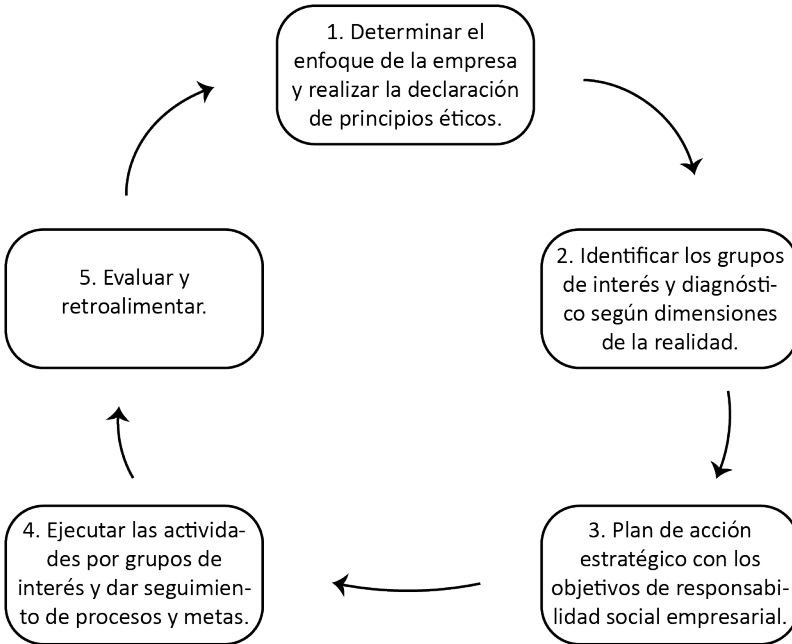 1. Determinar el
enfoque de la empresa
y realizar la declaración
de principios éticos.
2. Identificar los grupos
de interés y diagnósti-
co según dimensiones
de la realidad.
3. Plan de acción
estratégico con los
objetivos de responsabi-
lidad social empresarial.
4. Ejecutar las activida-
des por grupos de
interés y dar seguimien-
to de procesos y metas.
5. Evaluar y
retroalimentar.